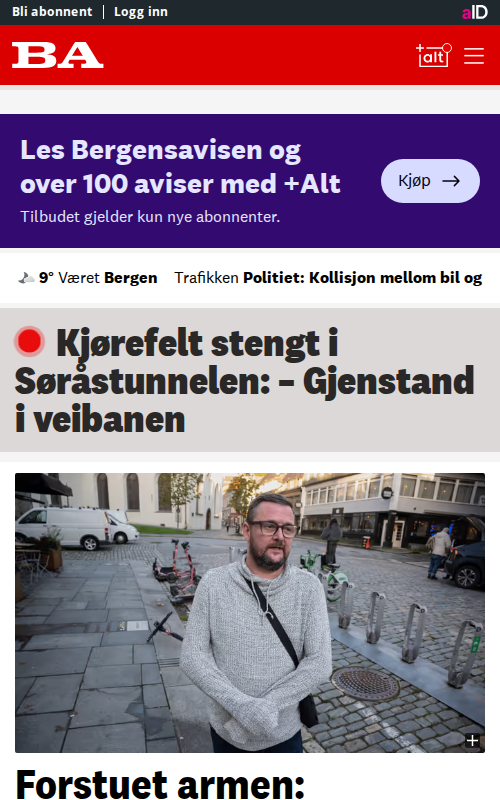 Bli abonnent | Logg inn
aID
BA
+alt
Les Bergensavisen og
over 100 aviser med +Alt
Tilbudet gjelder kun nye abonnenter.
Kjøp →
9° Været Bergen Trafikken Politiet: Kollisjon mellom bil og
Kjørefelt stengt i
Søråstunnelen: – Gjenstand
i veibanen
Forstuet armen: